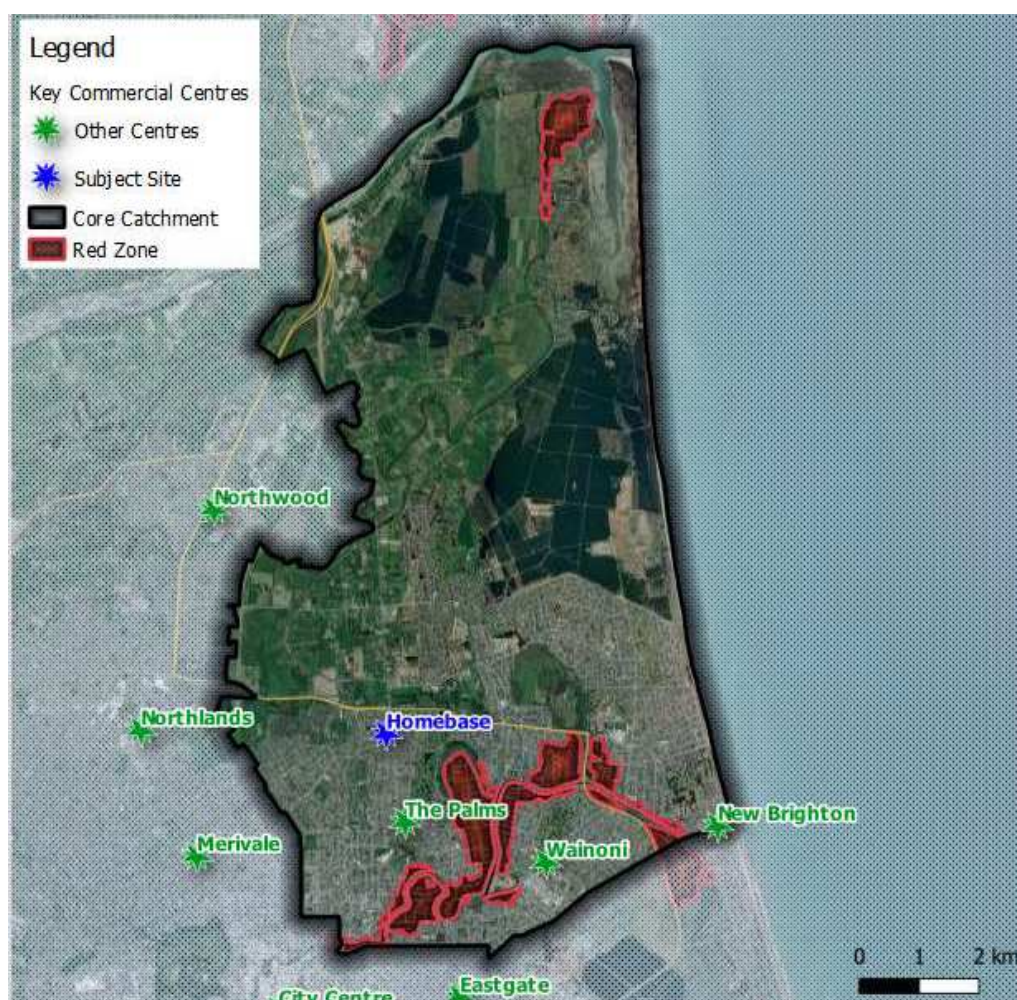 Legend
Key Commercial Centres
Other Centres
Subject Site
Core Catchment
Red Zone
Northwood
Northlands
Homebase
The Palms
New Brighton
Merivale
Wainoni
0 1 2 km
City Centre
Eastgate